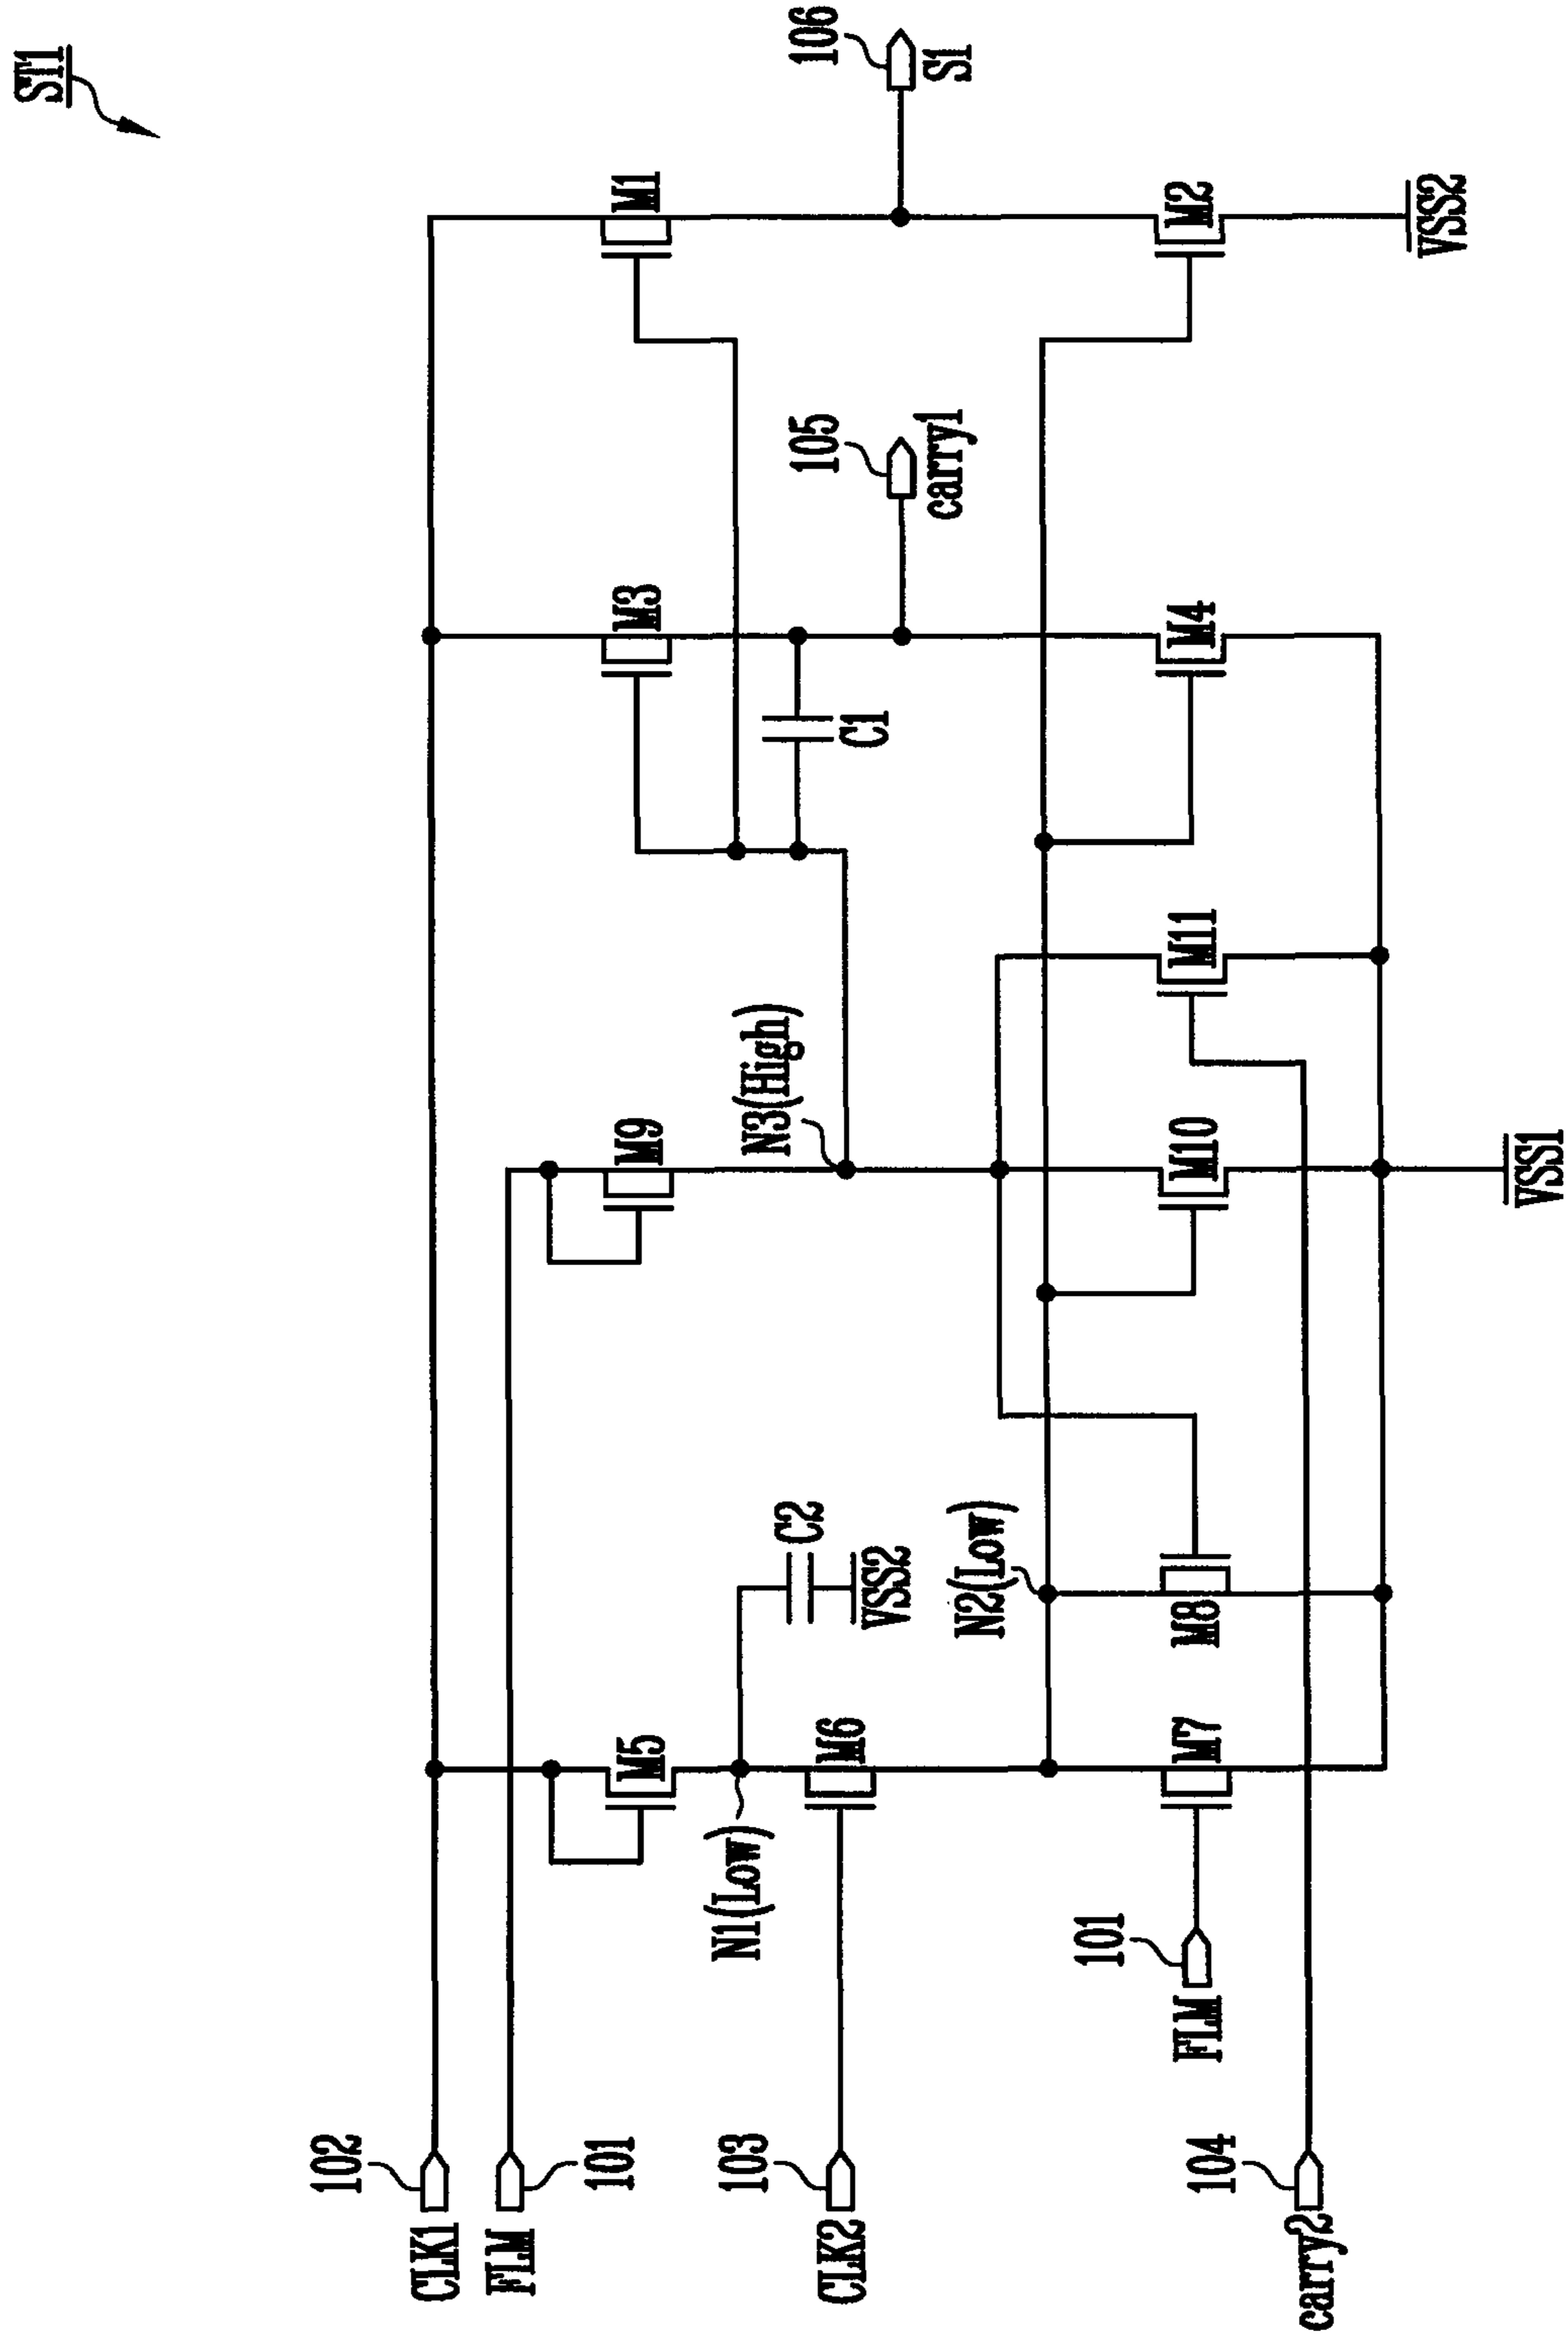 ST1
102
CLK1
FLM
101
103
CLK2
101
FLM
104
carry2
M5
N1(Low)
C2
VSS2
M6
N2(Low)
M7
M8
M9
N3(High)
M10
M11
VSS1
M3
C1
105
carry1
M4
M1
106
S1
M2
VSS2